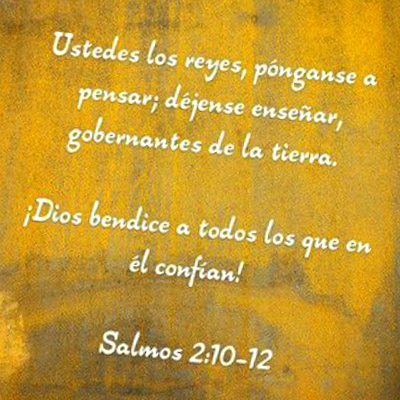 Ustedes los reyes, pónganse a
pensar; déjense enseñar,
gobernantes de la tierra.
¡Dios bendice a todos los que en
él confían!
Salmos 2:10-12